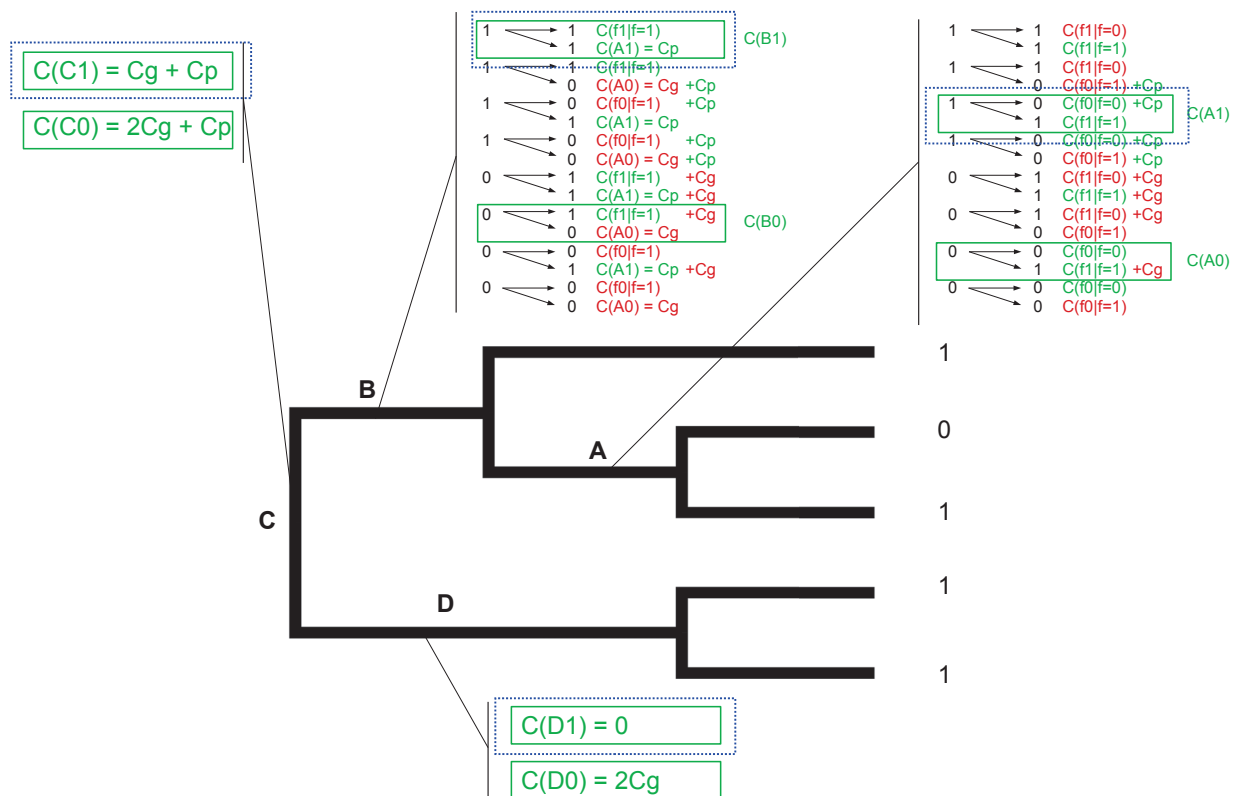 C(C1) = Cg + Cp
C(C0) = 2Cg + Cp
1 1 C(f1|f=1)
1 C(A1) = Cp
C(B1)
1 1 C(f1|f=1)
0 C(A0) = Cg +Cp
1 0 C(f0|f=1) +Cp
1 C(A1) = Cp
1 0 C(f0|f=1) +Cp
0 C(A0) = Cg +Cp
0 1 C(f1|f=1) +Cg
1 C(A1) = Cp +Cg
0 1 C(f1|f=1) +Cg
0 C(A0) = Cg
C(B0)
0 0 C(f0|f=1)
1 C(A1) = Cp +Cg
0 0 C(f0|f=1)
0 C(A0) = Cg
1 1 C(f1|f=0)
1 C(f1|f=1)
1 1 C(f1|f=0)
0 C(f0|f=1) +Cp
1 0 C(f0|f=0) +Cp
1 C(f1|f=1)
C(A1)
1 0 C(f0|f=0) +Cp
0 C(f0|f=1) +Cp
0 1 C(f1|f=0) +Cg
1 C(f1|f=1) +Cg
0 1 C(f1|f=0) +Cg
0 C(f0|f=1)
0 0 C(f0|f=0)
1 C(f1|f=1) +Cg
C(A0)
0 0 C(f0|f=0)
0 C(f0|f=1)
1
B
0
A
1
C
1
D
1
C(D1) = 0
C(D0) = 2Cg